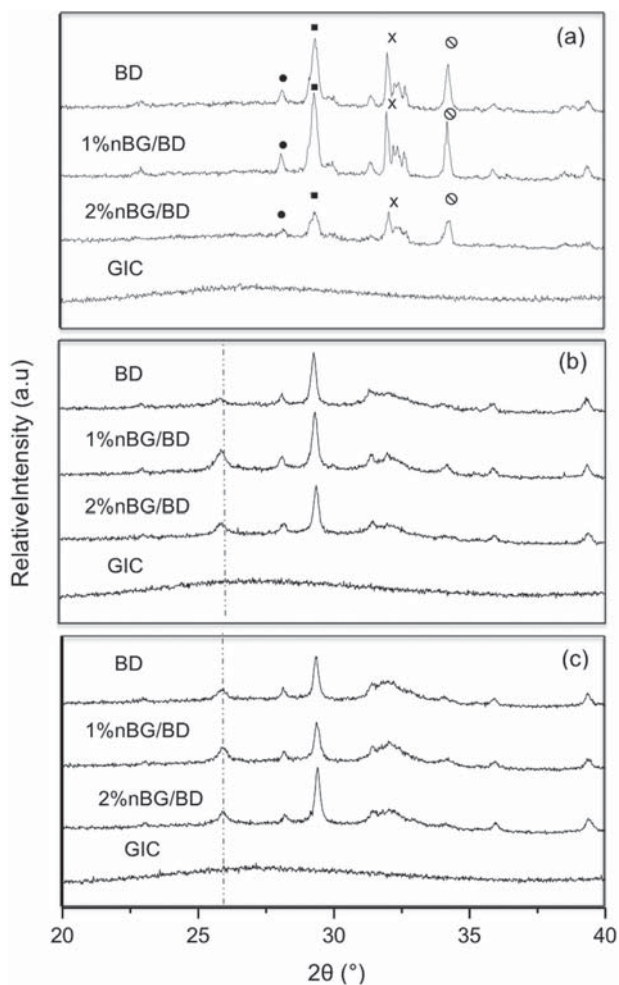 (a)
BD
X
1%nBG/BD
X
2%nBG/BD
X
GIC
(b)
BD
1%nBG/BD
2%nBG/BD
GIC
(c)
BD
1%nBG/BD
2%nBG/BD
GIC
RelativeIntensity (a.u)
20 25 30 35 40
2θ (°)